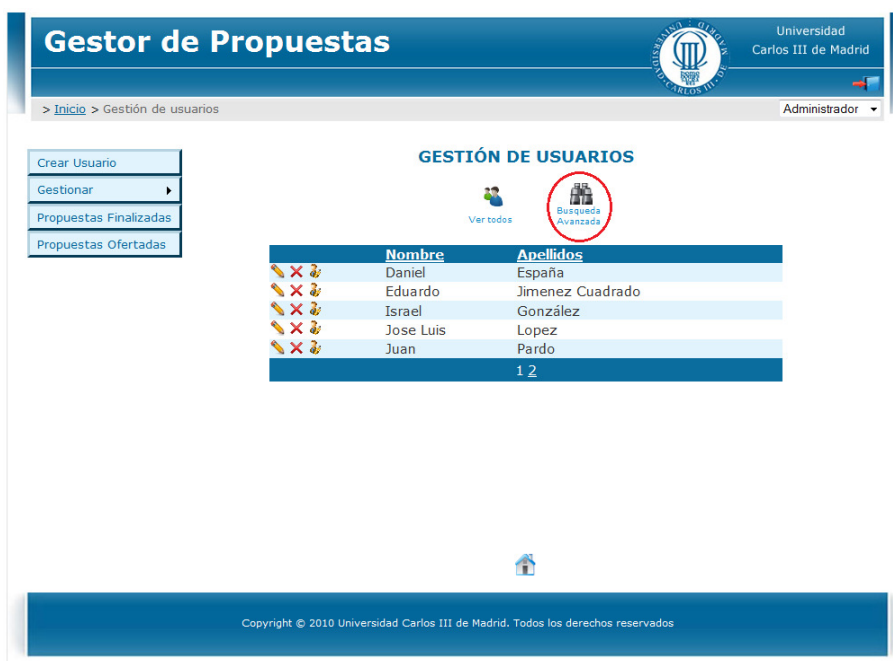 Gestor de Propuestas
Universidad
Carlos III de Madrid
> Inicio > Gestión de usuarios
Administrador
Crear Usuario
Gestionar
Propuestas Finalizadas
Propuestas Ofertadas
GESTIÓN DE USUARIOS
Ver todos
Busqueda
Avanzada
Nombre Apellidos
Daniel España
Eduardo Jimenez Cuadrado
Israel González
Jose Luis Lopez
Juan Pardo
1 2
Copyright © 2010 Universidad Carlos III de Madrid. Todos los derechos reservados